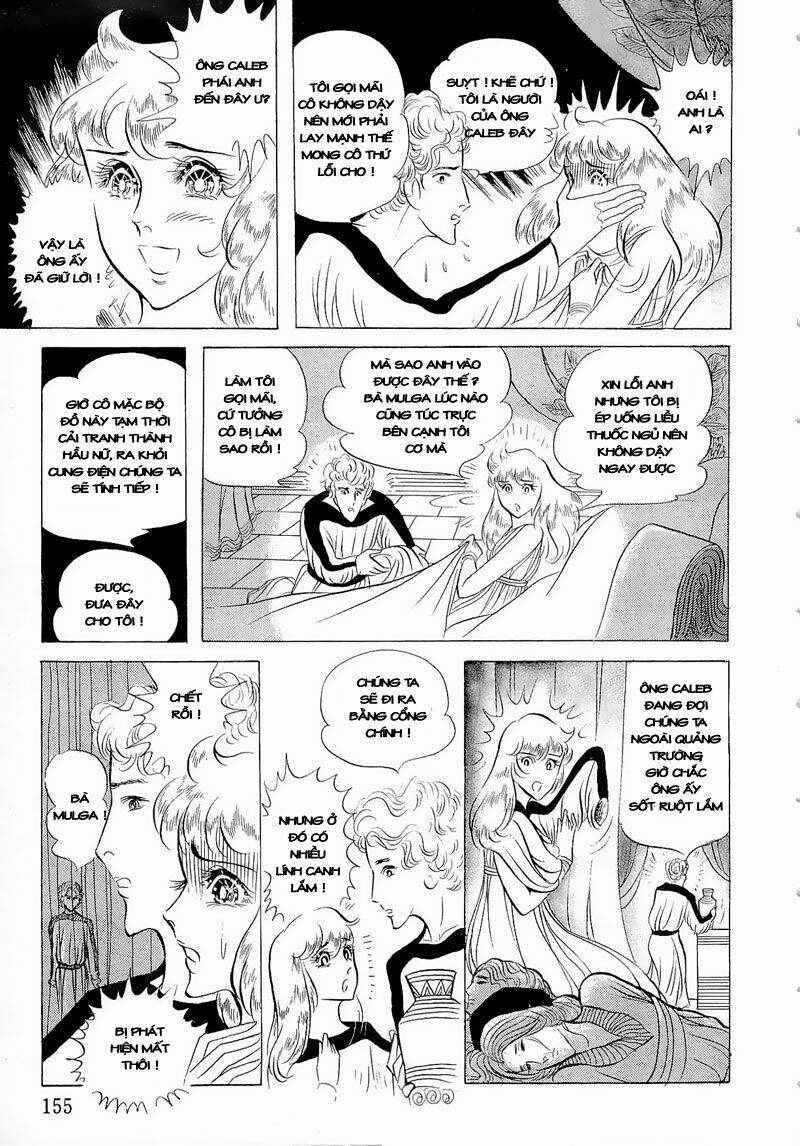 OÁI !
ANH LÀ
AI ?
SUYT ! KHẼ CHỨ !
TÔI LÀ NGƯỜI
CỦA ÔNG
CALEB ĐÂY
TÔI GỌI MÃI
CÔ KHÔNG DẬY
NÊN MỚI PHẢI
LAY MẠNH THẾ
MONG CÔ THỨ
LỖI CHO !
ÔNG CALEB
PHÁI ANH
ĐẾN ĐÂY Ư ?
VẬY LÀ
ÔNG ẤY
ĐÃ GIỮ LỜI !
XIN LỖI ANH
NHƯNG TÔI BỊ
ÉP UỐNG LIỀU
THUỐC NGỦ NÊN
KHÔNG DẬY
NGAY ĐƯỢC
MÀ SAO ANH VÀO
ĐƯỢC ĐÂY THẾ ?
BÀ MULGA LÚC NÀO
CŨNG TÚC TRỰC
BÊN CẠNH TÔI
CƠ MÀ
LÀM TÔI
GỌI MÃI,
CỨ TƯỞNG
CÔ BỊ LÀM
SAO RỒI !
GIỜ CÔ MẶC BỘ
ĐỒ NÀY TẠM THỜI
CẢI TRANH THÀNH
HẦU NỮ, RA KHỎI
CUNG ĐIỆN CHÚNG TA
SẼ TÍNH TIẾP !
ĐƯỢC,
ĐƯA ĐÂY
CHO TÔI !
ÔNG CALEB
ĐANG ĐỢI
CHÚNG TA
NGOÀI QUẢNG
TRƯỜNG
GIỜ CHẮC
ÔNG ẤY
SỐT RUỘT LẮM
CHÚNG TA
SẼ ĐI RA
BẰNG CỔNG
CHÍNH !
NHƯNG Ở
ĐÓ CÓ
NHIỀU
LÍNH CANH
LẮM !
CHẾT
RỒI !
BÀ
MULGA !
BỊ PHÁT
HIỆN MẤT
THÔI !
155